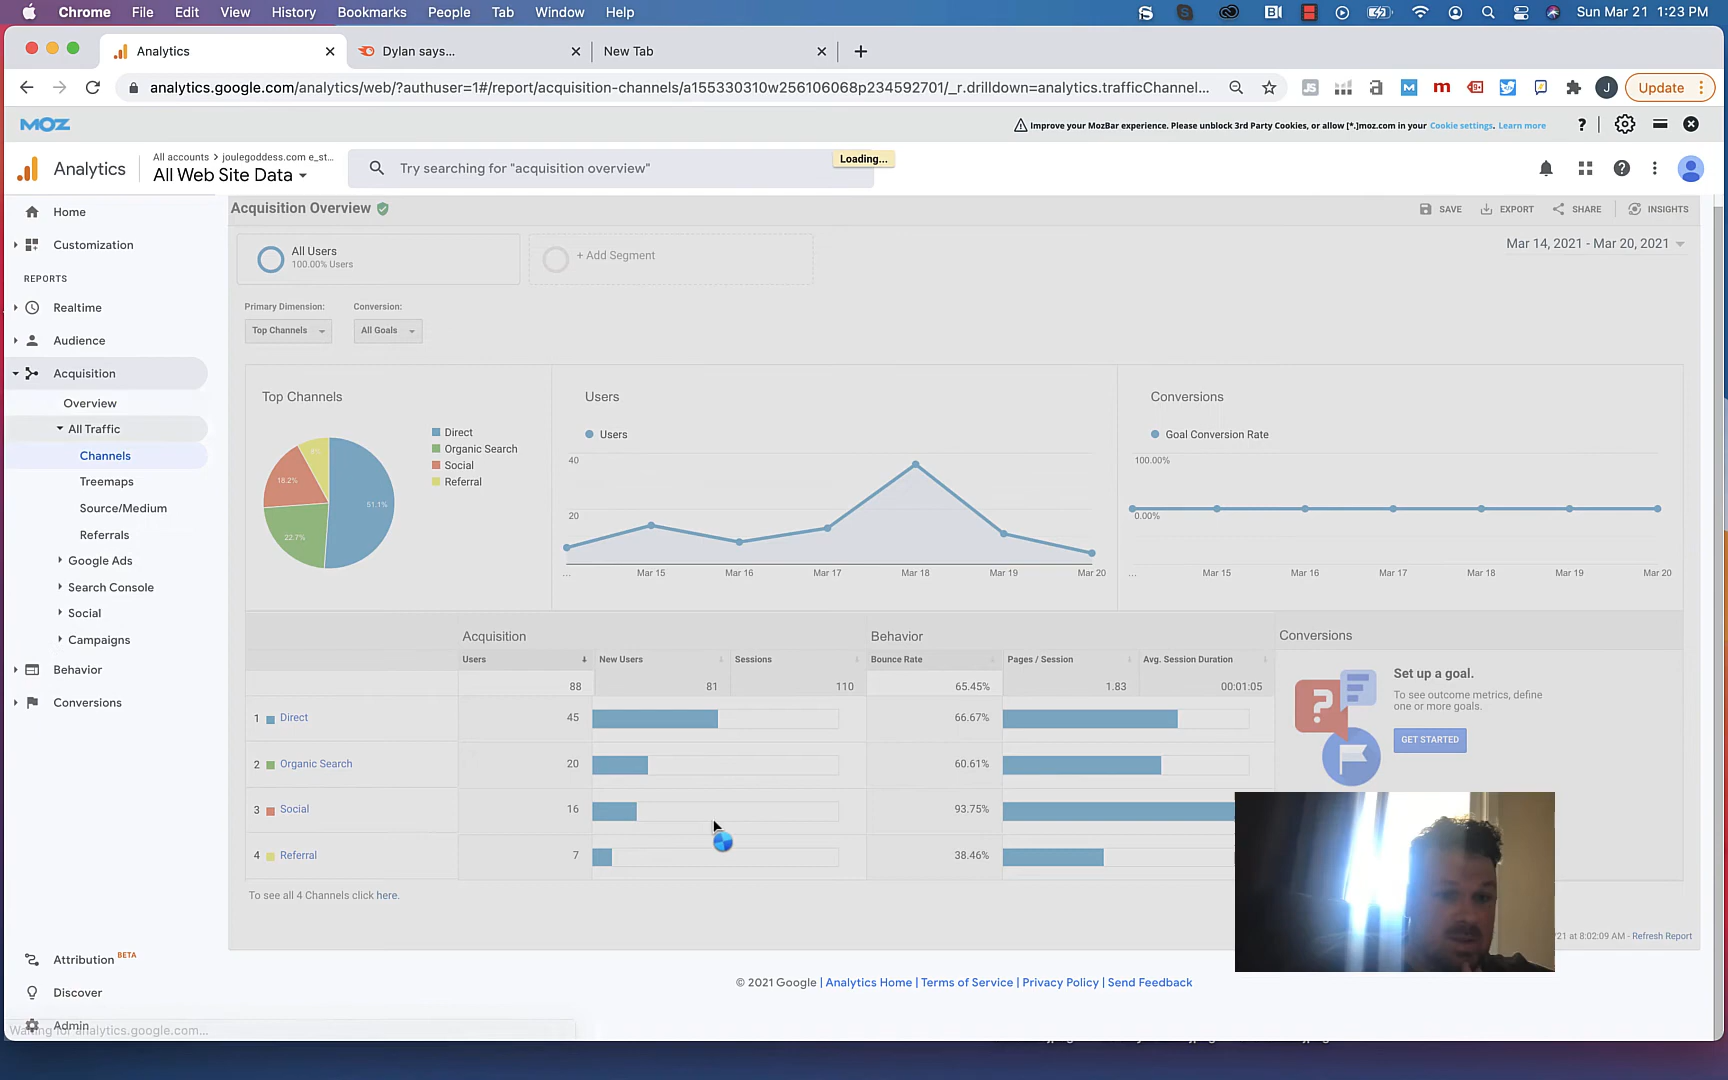 Chrome File Edit View History Bookmarks People Tab Window Help Sun Mar 21 1:23 PM
Analytics Dylan says... New Tab
analytics.google.com/analytics/web/?authuser=1#/report/acquisition-channels/a155330310w256106068p234592701/_r.drilldown=analytics.trafficChannel... J Update
MOZ Improve your MozBar experience. Please unblock 3rd Party Cookies, or allow [*.]moz.com in your Cookie settings. Learn more
All accounts > joulegoddess.com e_st...
Analytics All Web Site Data Try searching for "acquisition overview" Loading...
Acquisition Overview SAVE EXPORT SHARE INSIGHTS
Home
Customization
REPORTS
Realtime
Audience
Acquisition
Overview
All Traffic
Channels
Treemaps
Source/Medium
Referrals
Google Ads
Search Console
Social
Campaigns
Behavior
Conversions
Attribution BETA
Discover
Admin
Waiting for analytics.google.com...
All Users
100.00% Users
+ Add Segment
Mar 14, 2021 - Mar 20, 2021
Primary Dimension: Conversion:
Top Channels All Goals
Top Channels
Direct
Organic Search
Social
Referral
51.1%
22.7%
18.2%
Users
Users
40
20
... Mar 15 Mar 16 Mar 17 Mar 18 Mar 19 Mar 20
Conversions
Goal Conversion Rate
100.00%
0.00%
... Mar 15 Mar 16 Mar 17 Mar 18 Mar 19 Mar 20
Acquisition Behavior Conversions
Users New Users Sessions Bounce Rate Pages / Session Avg. Session Duration
88 81 110 65.45% 1.83 00:01:05
1 Direct 45 66.67%
2 Organic Search 20 60.61%
3 Social 16 93.75%
4 Referral 7 38.46%
Set up a goal.
To see outcome metrics, define
one or more goals.
GET STARTED
To see all 4 Channels click here.
21 at 8:02:09 AM - Refresh Report
© 2021 Google | Analytics Home | Terms of Service | Privacy Policy | Send Feedback